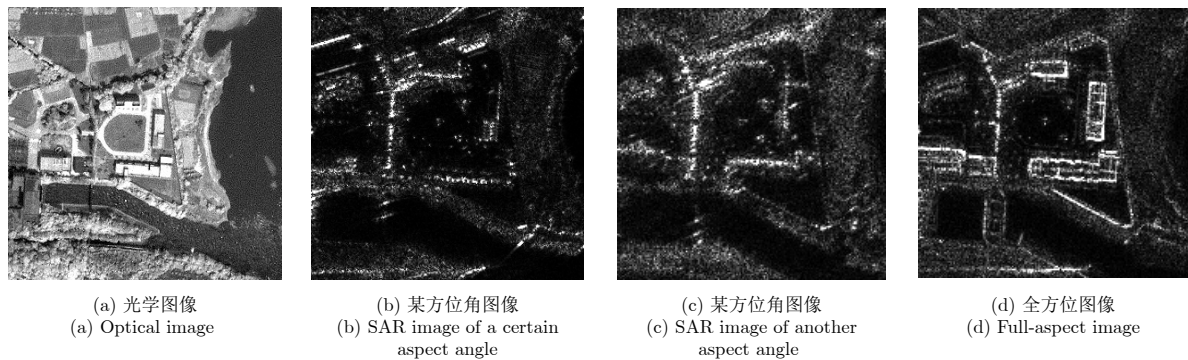 (a) 光学图像
(a) Optical image
(b) 某方位角图像
(b) SAR image of a certain
aspect angle
(c) 某方位角图像
(c) SAR image of another
aspect angle
(d) 全方位图像
(d) Full-aspect image